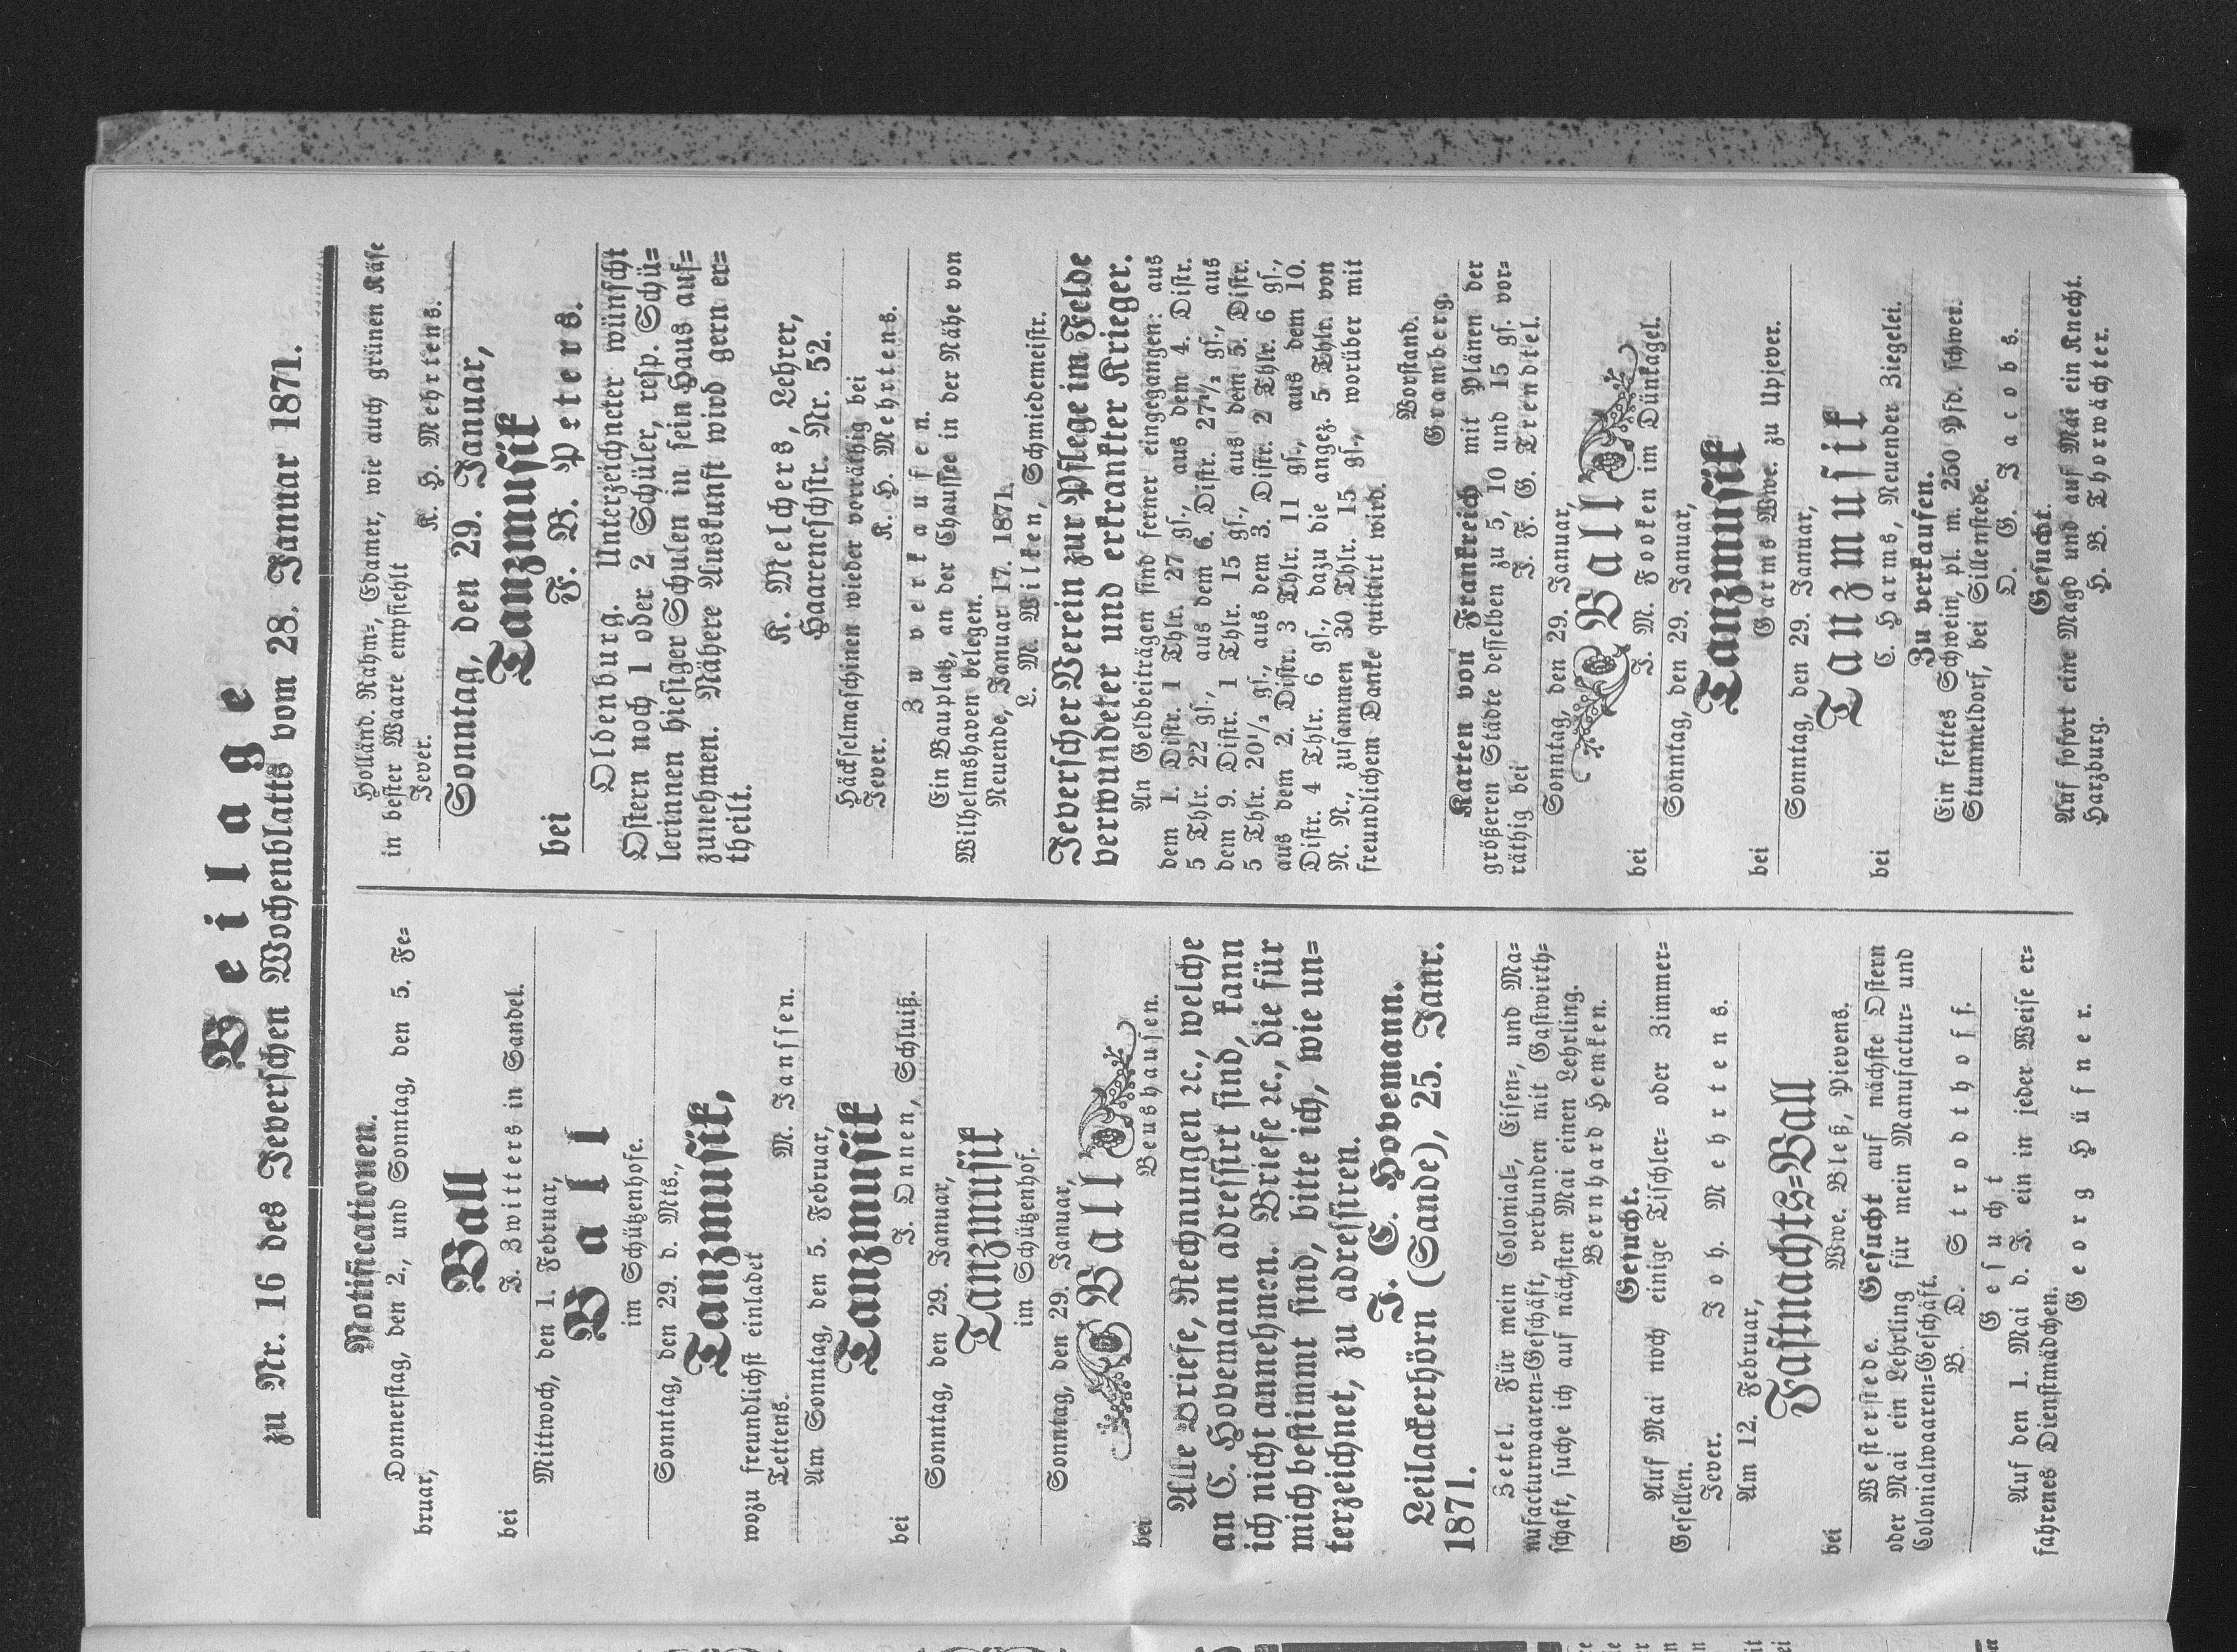 Beilage
zu Nr. 16 des Jeverschen Wochenblatts vom 28. Januar 1871.
Notificationen.
Donnerstag, den 2., und Sonntag, den 5. Fe=
bruar,
Ball
bei J. Zwitters in Sandel.
Mittwoch, den 1. Februar,
Ball
im Schützenhofe.
Sonntag, den 29. d. Mts.,
Tanzmusik,
wozu freundlichst einladet
Tettens. M. Janssen.
Am Sonntag, den 5. Februar,
Tanzmusik
bei J. Onnen, Schluiß.
Sonntag, den 29. Januar,
Tanzmusik
im Schützenhof.
Sonntag, den 29. Januar,
Ball
bei Beushausen.
Alle Briefe, Rechnungen ꝛc., welche
an C. Hovemann adressirt sind, kann
ich nicht annehmen. Briefe ꝛc., die für
mich bestimmt sind, bitte ich, wie un=
terzeichnet, zu adressiren.
J. C. Hovemann.
Leilackerhörn (Sande), 25. Janr.
1871.
Zetel. Für mein Colonial=, Eisen=, und Ma=
nufacturwaaren=Geschäft, verbunden mit Gastwirth=
schaft, suche ich auf nächsten Mai einen Lehrling.
Bernhard Hemken.
Gesucht.
Auf Mai noch einige Tischler= oder Zimmer=
Gesellen.
Jever. Joh. Mehrtens.
Am 12. Februar,
Fastnachts=Ball
bei Wwe. Bleß, Pievens.
Westerstede. Gesucht auf nächste Ostern
oder Mai ein Lehrling für mein Manufactur= und
Colonialwaaren=Geschäft.
B. D. Strodthoff.
Gesucht
Auf den 1. Mai d. J. ein in jeder Weise er=
fahrenes Dienstmädchen.
Georg Hüfner.
Holländ. Rahm=, Edamer, wie auch grünen Käse
in bester Waare empfiehlt
Jever. K. H. Mehrtens.
Sonntag, den 29. Januar,
Tanzmusik
bei F. B. Peters.
Oldenburg. Unterzeichneter wünscht
Ostern noch 1 oder 2 Schüler, resp. Schü=
lerinnen hiesiger Schulen in sein Haus auf=
zunehmen. Nähere Auskunft wird gern er=
theilt.
K. Melchers, Lehrer,
Haareneschstr. Nr. 52.
Häckselmaschinen wieder vorräthig bei
Jever. K. H. Mehrtens.
Zu verkaufen.
Ein Bauplatz, an der Chaussee in der Nähe von
Wilhelmshaven belegen.
Neuende, Januar 17. 1871.
L. M. Wilken, Schmiedemeistr.
Jeverscher Verein zur Pflege im Felde
verwundeter und erkrankter Krieger.
An Geldbeiträgen sind ferner eingegangen: aus
dem 1. Distr. 1 Thlr. 27 gs., aus dem 4. Distr.
5 Thlr. 22 gs., aus dem 6. Distr. 27½ gs., aus
dem 9. Distr. 1 Thlr. 15 gs., aus dem 5. Distr.
5 Thlr. 20½ gs., aus dem 3. Distr. 2 Thlr. 6 gs.,
aus dem 2. Distr. 3 Thlr. 11 gs., aus dem 10.
Distr. 4 Thlr. 6 gs., dazu die angez. 5 Thlr. von
N. N., zusammen 30 Thlr. 15 gs., worüber mit
freundlichem Danke quittirt wird.
Vorstand.
Gramberg.
Karten von Frankreich mit Plänen der
größeren Städte desselben zu 5, 10 und 15 gs. vor=
räthig bei J. F. G. Trendtel.
Sonntag, den 29. Januar,
Ball
bei J. M. Fooken im Dünkagel.
Sonntag, den 29. Januar,
Tanzmusik
bei Garms Wwe. zu Upjever.
Sonntag, den 29. Januar,
Tanzmusik
bei C. Harms, Neuender Ziegelei.
Zu verkaufen.
Ein fettes Schwein, pl. m. 250 Pfd. schwer.
Stummeldorf, bei Sillenstede.
D. G. Jacobs.
Gesucht.
Auf sofort eine Magd und auf Mai ein Knecht.
Harzburg. H. B. Thorwächter.